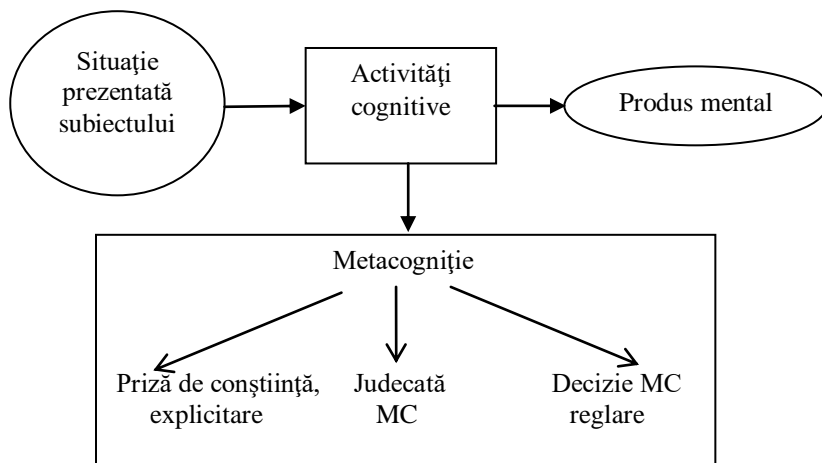 Situaţie
prezentată
subiectului
Activităţi
cognitive
Produs mental
Metacogniţie
Priză de conştiinţă,
explicitare
Judecată
MC
Decizie MC
reglare